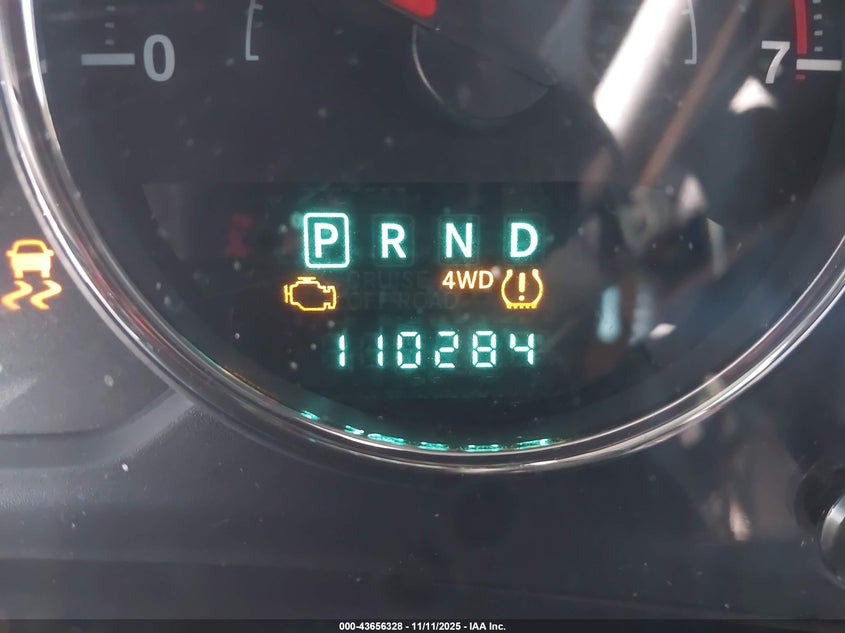 0
7
P R N D
CRUISE 4WD
OFF ROAD
110284
000-43656328 - 11/11/2025 - IAA Inc.